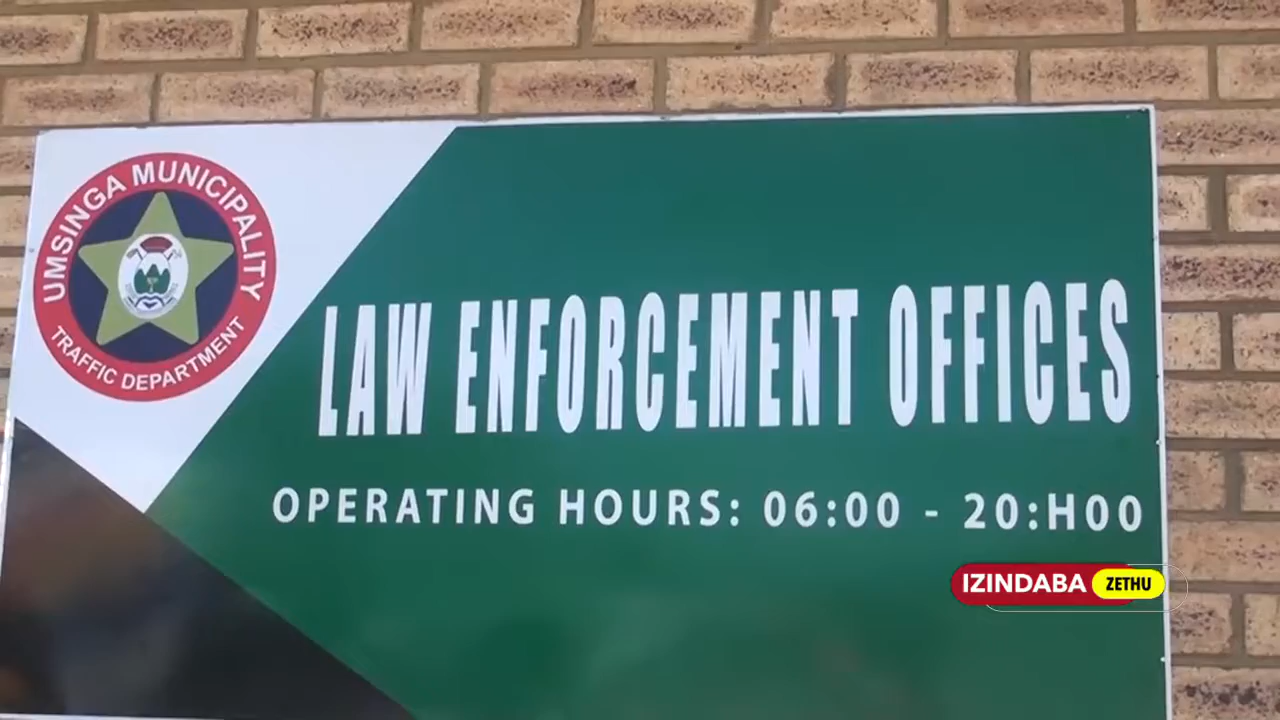 UMSINGA MUNICIPALITY
TRAFFIC DEPARTMENT
LAW ENFORCEMENT OFFICES
OPERATING HOURS: 06:00 - 20:H00
IZINDABA ZETHU